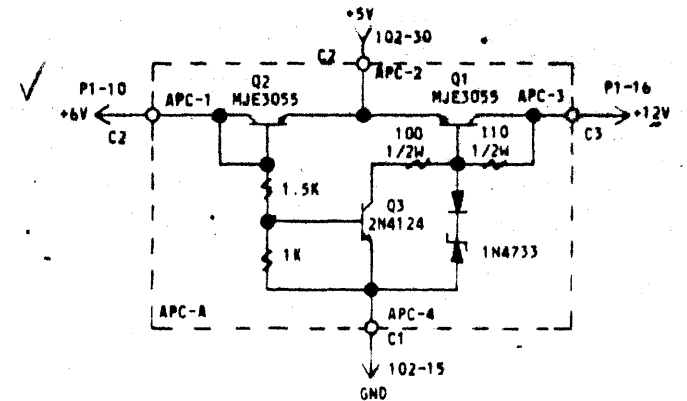 +5V
102-30
C2
APC-2
P1-10
APC-1
Q2
MJE3055
Q1
MJE3055
APC-3
P1-16
+6V
C2
+12V
C3
100
1/2W
110
1/2W
1.5K
Q3
2N4124
1K
1N4733
APC-A
APC-4
C1
102-15
GND